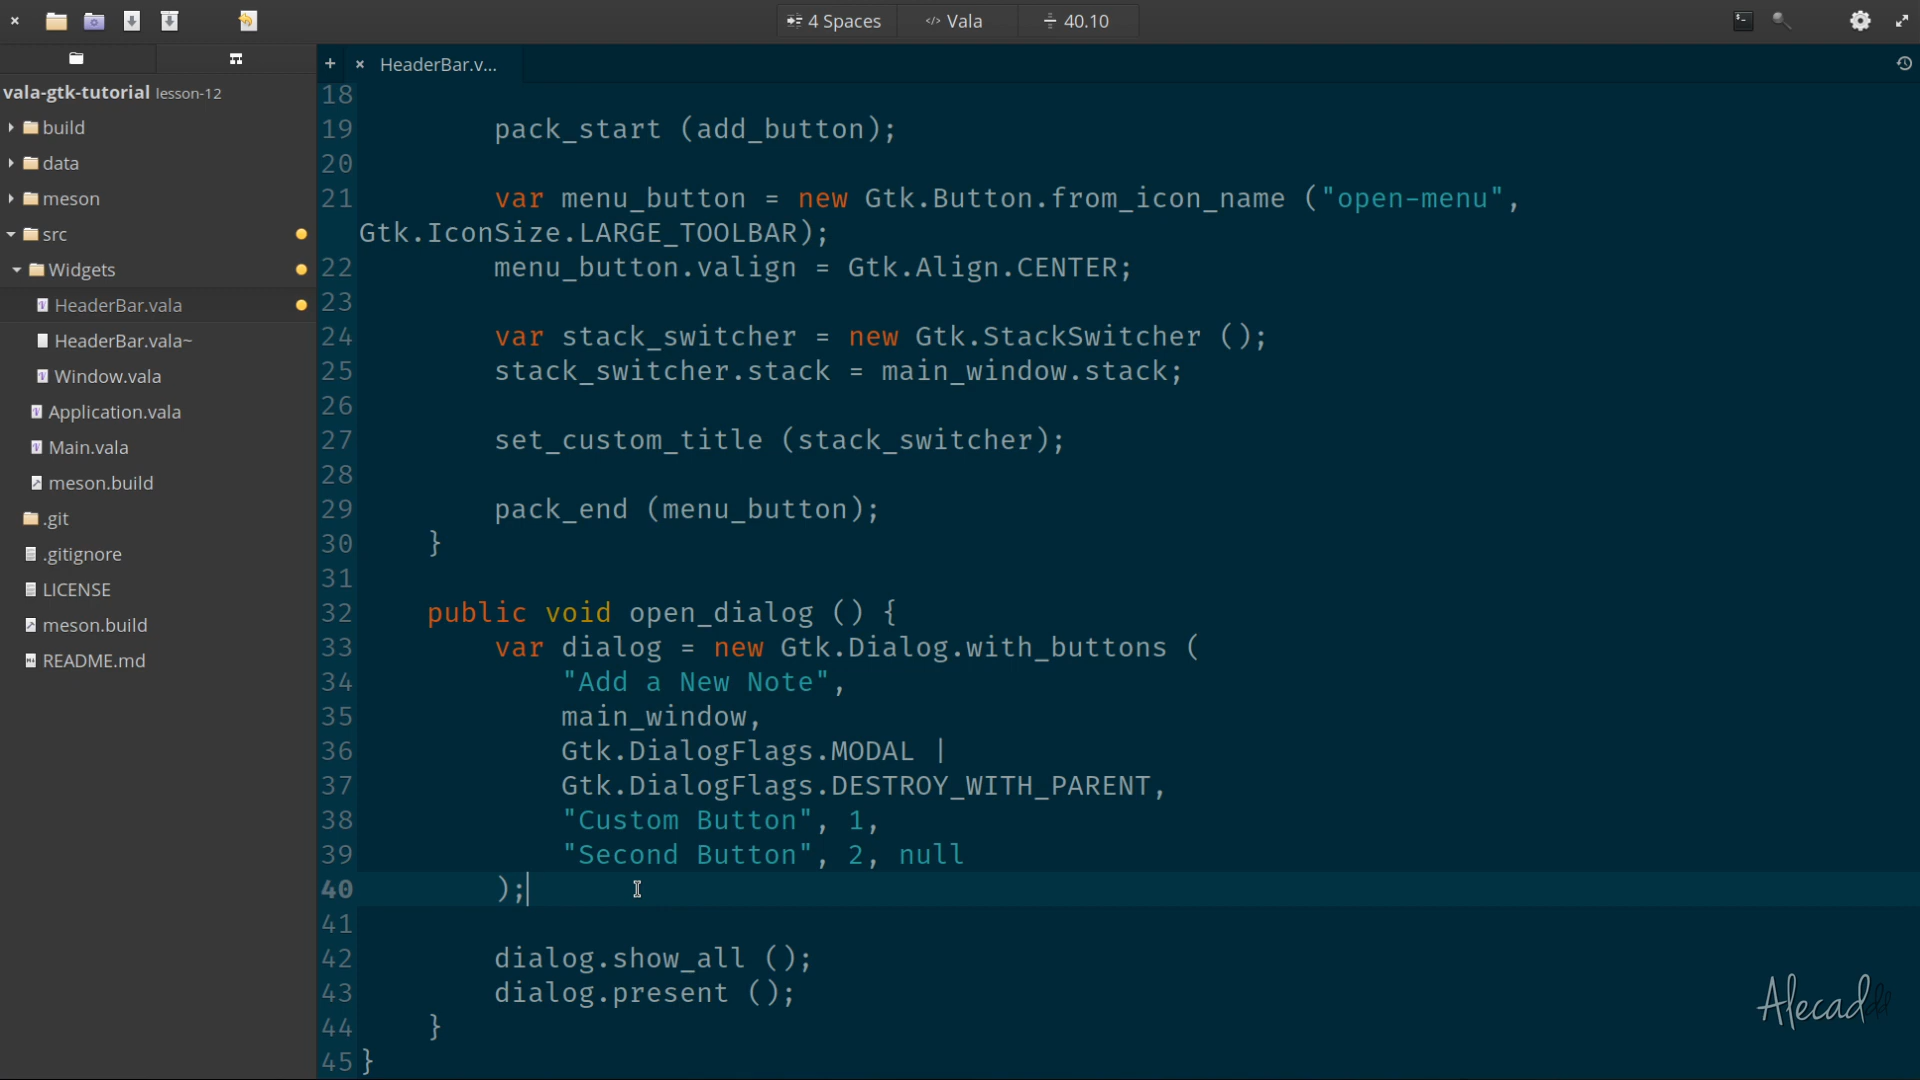 4 Spaces
</> Vala
40.10
HeaderBar.v...
vala-gtk-tutorial lesson-12
build
data
meson
src
Widgets
HeaderBar.vala
HeaderBar.vala~
Window.vala
Application.vala
Main.vala
meson.build
.git
.gitignore
LICENSE
meson.build
README.md
18
19 pack_start (add_button);
20
21 var menu_button = new Gtk.Button.from_icon_name ("open-menu",
Gtk.IconSize.LARGE_TOOLBAR);
22 menu_button.valign = Gtk.Align.CENTER;
23
24 var stack_switcher = new Gtk.StackSwitcher ();
25 stack_switcher.stack = main_window.stack;
26
27 set_custom_title (stack_switcher);
28
29 pack_end (menu_button);
30 }
31
32 public void open_dialog () {
33 var dialog = new Gtk.Dialog.with_buttons (
34 "Add a New Note",
35 main_window,
36 Gtk.DialogFlags.MODAL |
37 Gtk.DialogFlags.DESTROY_WITH_PARENT,
38 "Custom Button", 1,
39 "Second Button", 2, null
40 );
41
42 dialog.show_all ();
43 dialog.present ();
44 }
45 }
Alecaddd